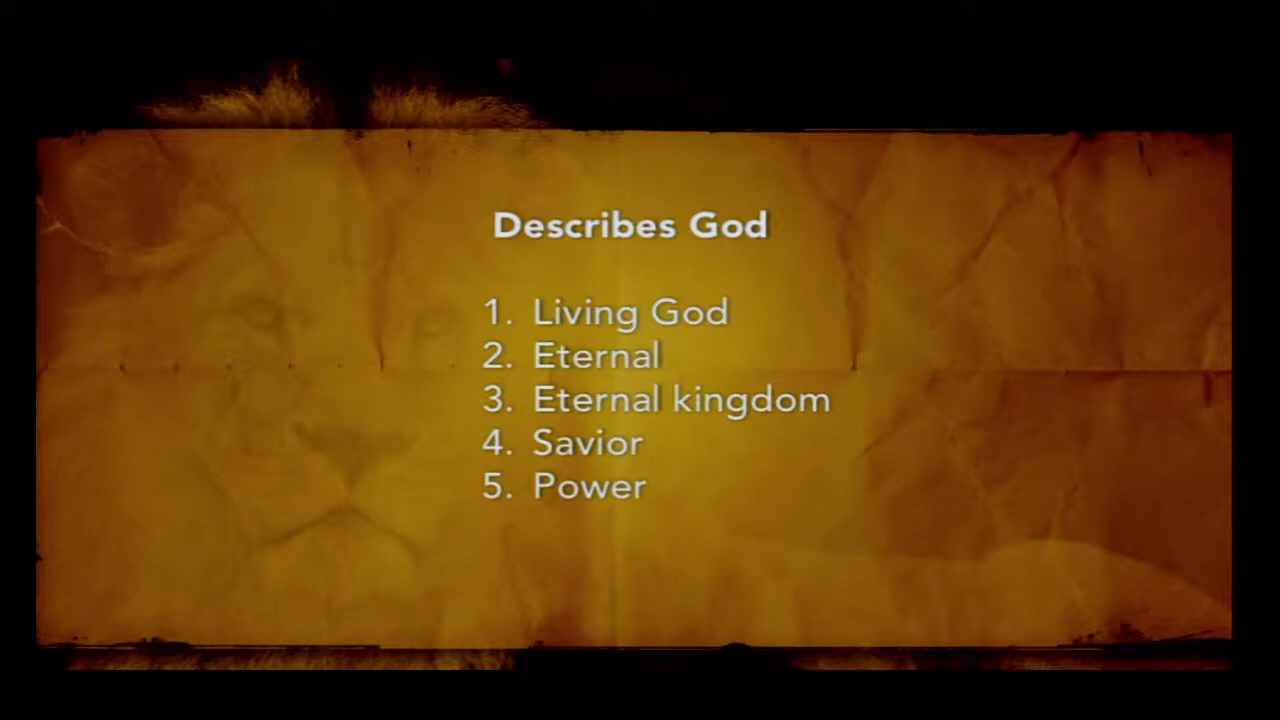 Describes God
1. Living God
2. Eternal
3. Eternal kingdom
4. Savior
5. Power